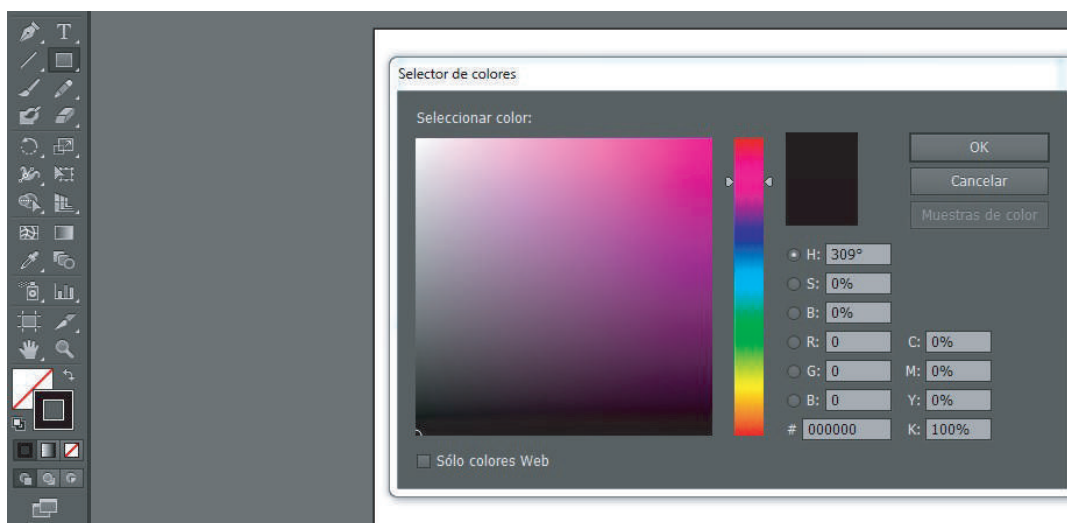 T
Selector de colores
Seleccionar color:
OK
Cancelar
Muestras de color
H: 309°
S: 0%
B: 0%
R: 0 C: 0%
G: 0 M: 0%
B: 0 Y: 0%
# 000000 K: 100%
Sólo colores Web